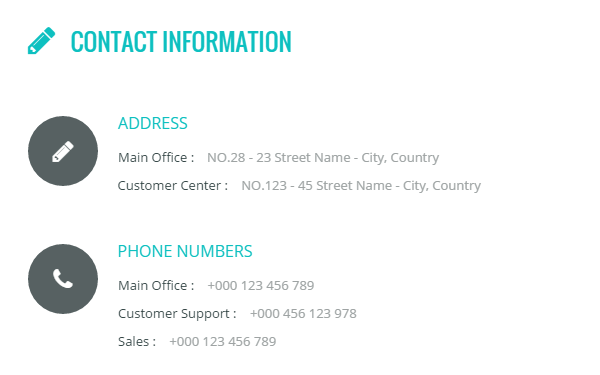 CONTACT INFORMATION
ADDRESS
Main Office : NO.28 - 23 Street Name - City, Country
Customer Center : NO.123 - 45 Street Name - City, Country
PHONE NUMBERS
Main Office : +000 123 456 789
Customer Support : +000 456 123 978
Sales : +000 123 456 789